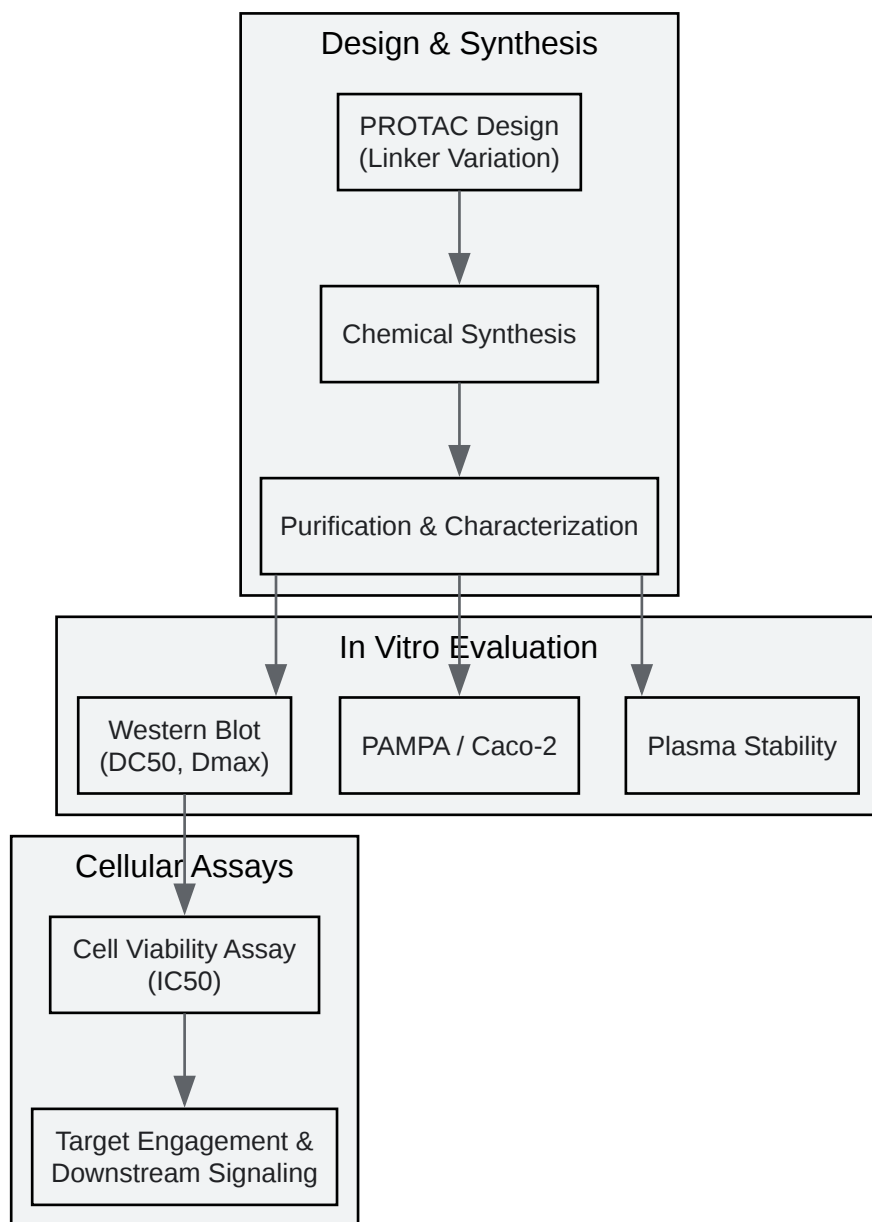 Design & Synthesis
PROTAC Design
(Linker Variation)
Chemical Synthesis
Purification & Characterization
In Vitro Evaluation
Western Blot
(DC50, Dmax)
PAMPA / Caco-2
Plasma Stability
Cellular Assays
Cell Viability Assay
(IC50)
Target Engagement &
Downstream Signaling